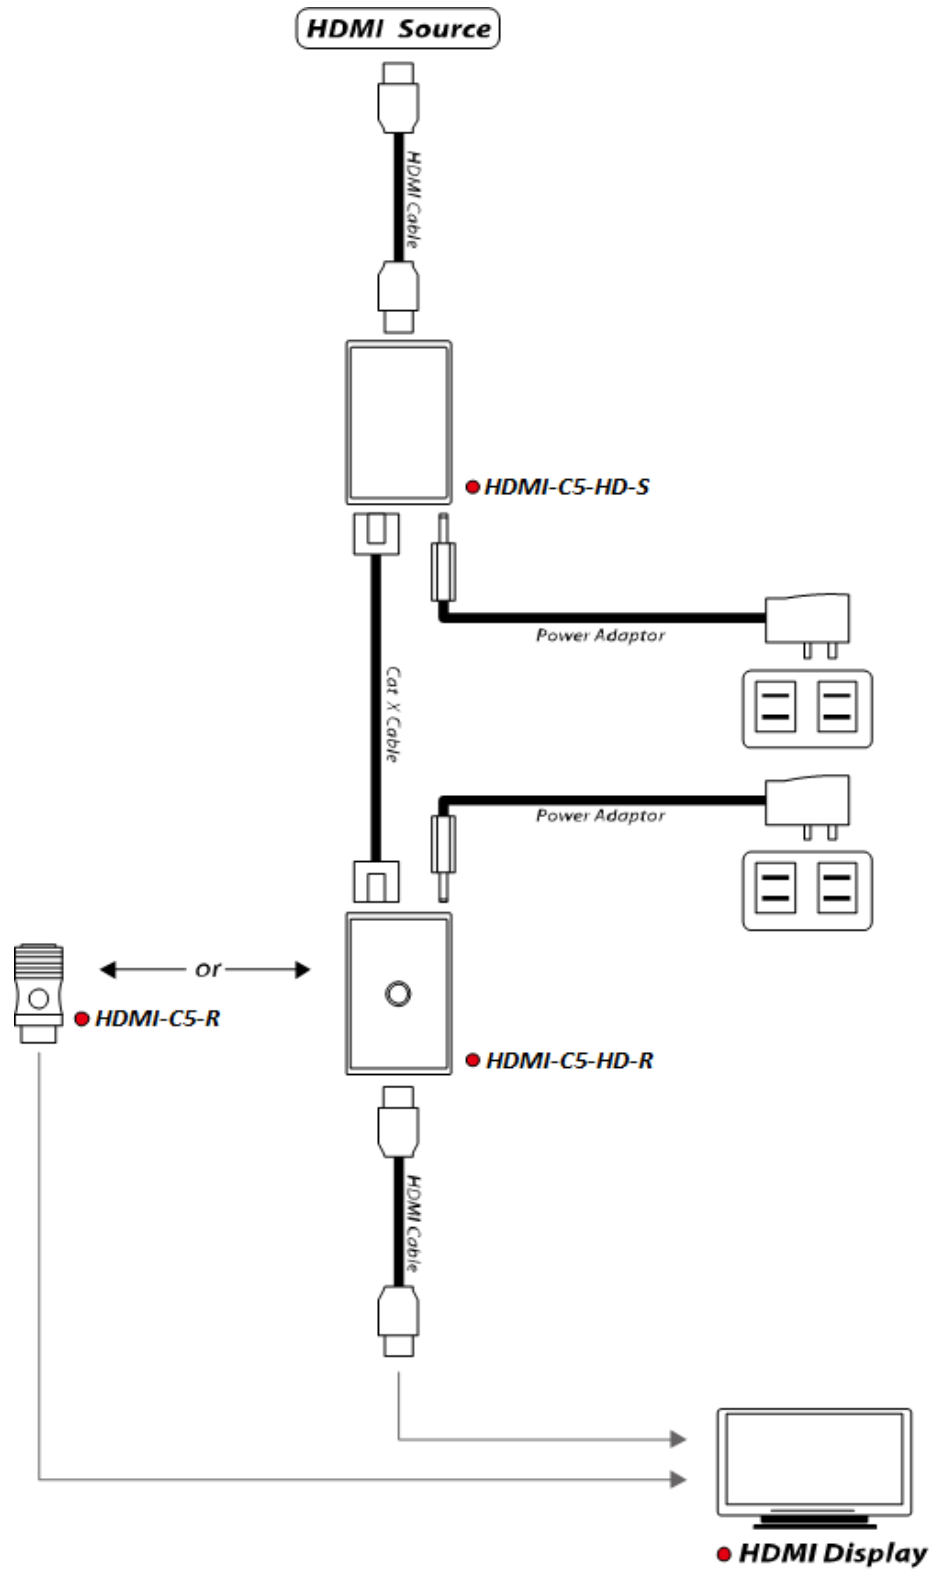 HDMI Source
HDMI Cable
HDMI-C5-HD-S
Power Adaptor
Cat X Cable
Power Adaptor
or
HDMI-C5-R
HDMI-C5-HD-R
HDMI Cable
HDMI Display